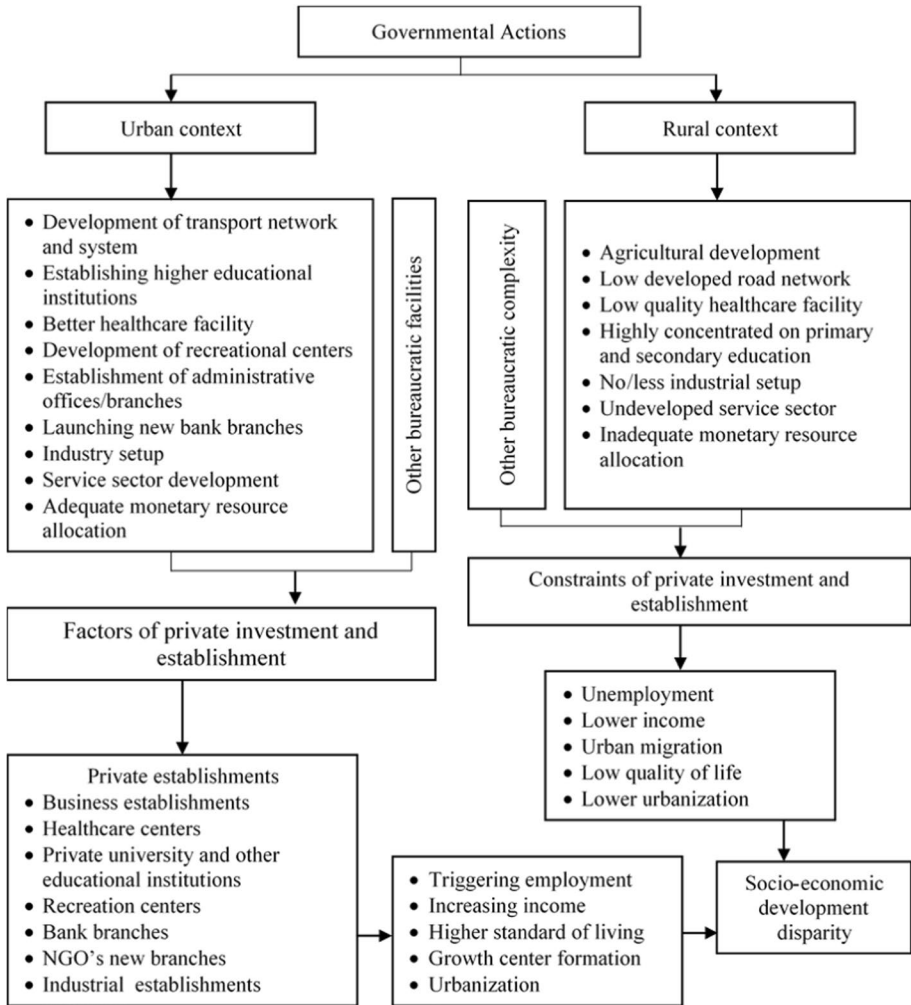 Governmental Actions
Urban context
Rural context
• Development of transport network
and system
• Establishing higher educational
institutions
• Better healthcare facility
• Development of recreational centers
• Establishment of administrative
offices/branches
• Launching new bank branches
• Industry setup
• Service sector development
• Adequate monetary resource
allocation
Other bureaucratic facilities
Other bureaucratic complexity
• Agricultural development
• Low developed road network
• Low quality healthcare facility
• Highly concentrated on primary
and secondary education
• No/less industrial setup
• Undeveloped service sector
• Inadequate monetary resource
allocation
Factors of private investment and
establishment
Constraints of private investment and
establishment
• Unemployment
• Lower income
• Urban migration
• Low quality of life
• Lower urbanization
Private establishments
• Business establishments
• Healthcare centers
• Private university and other
educational institutions
• Recreation centers
• Bank branches
• NGO’s new branches
• Industrial establishments
• Triggering employment
• Increasing income
• Higher standard of living
• Growth center formation
• Urbanization
Socio-economic
development
disparity